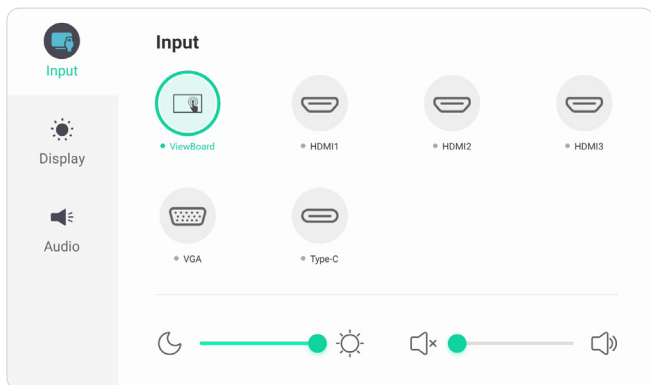 Input
Input
ViewBoard
HDMI1
HDMI2
HDMI3
Display
VGA
Type-C
Audio